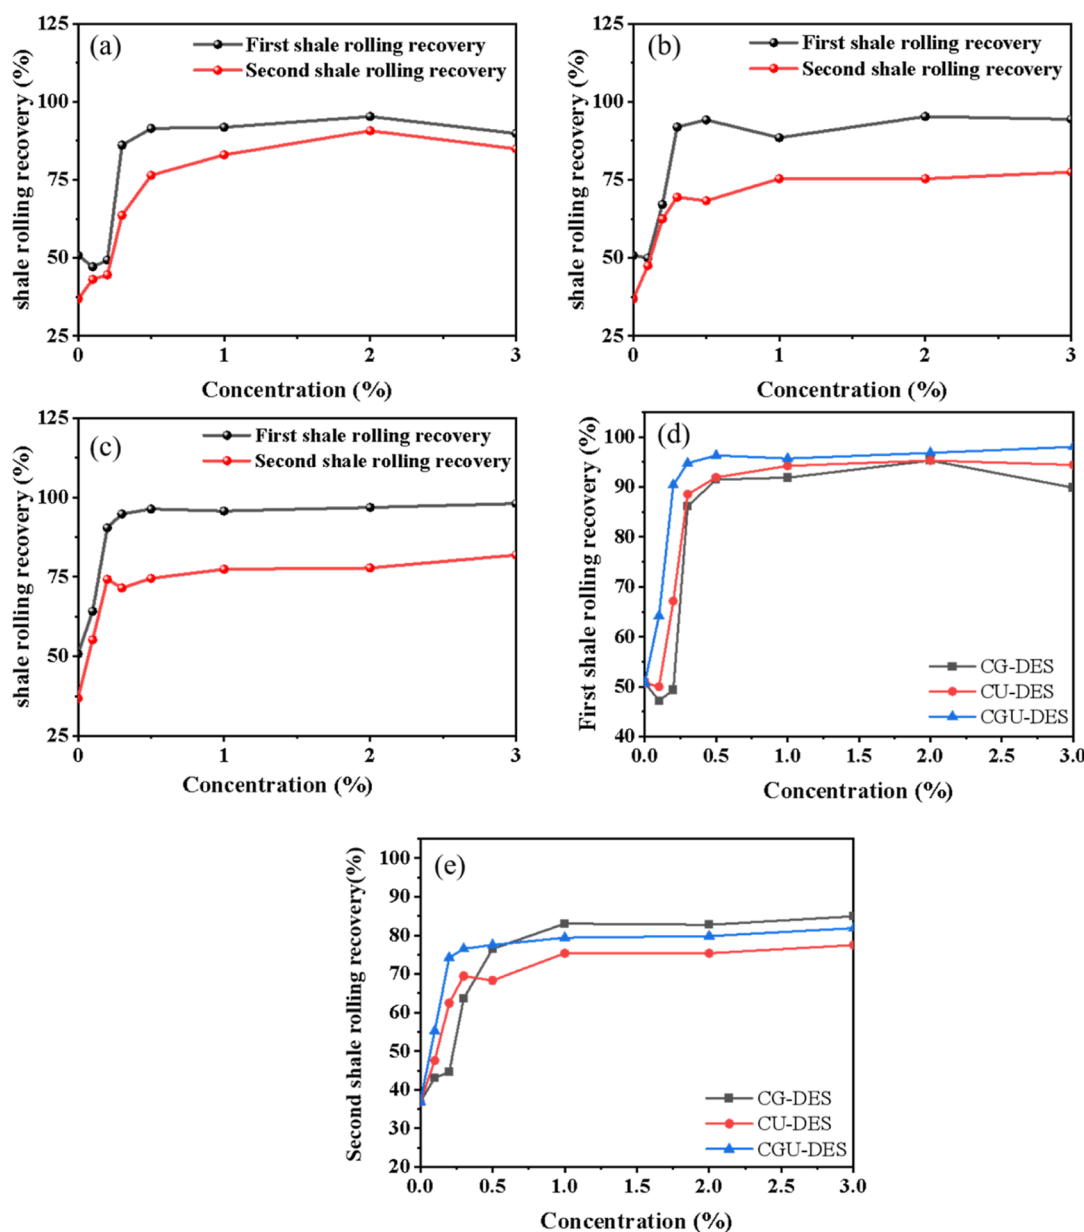 (a)
First shale rolling recovery
Second shale rolling recovery
shale rolling recovery (%)
125
100
75
50
25
0 1 2 3
Concentration (%)
(b)
First shale rolling recovery
Second shale rolling recovery
shale rolling recovery (%)
125
100
75
50
25
0 1 2 3
Concentration (%)
(c)
First shale rolling recovery
Second shale rolling recovery
shale rolling recovery (%)
125
100
75
50
25
0 1 2 3
Concentration (%)
(d)
First shale rolling recovery (%)
100
90
80
70
60
50
40
CG-DES
CU-DES
CGU-DES
0.0 0.5 1.0 1.5 2.0 2.5 3.0
Concentration (%)
(e)
Second shale rolling recovery(%)
100
90
80
70
60
50
40
30
20
CG-DES
CU-DES
CGU-DES
0.0 0.5 1.0 1.5 2.0 2.5 3.0
Concentration (%)